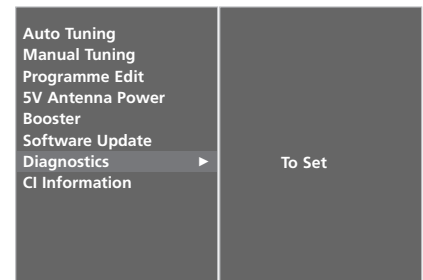 Auto Tuning
Manual Tuning
Programme Edit
5V Antenna Power
Booster
Software Update
Diagnostics ►
To Set
CI Information